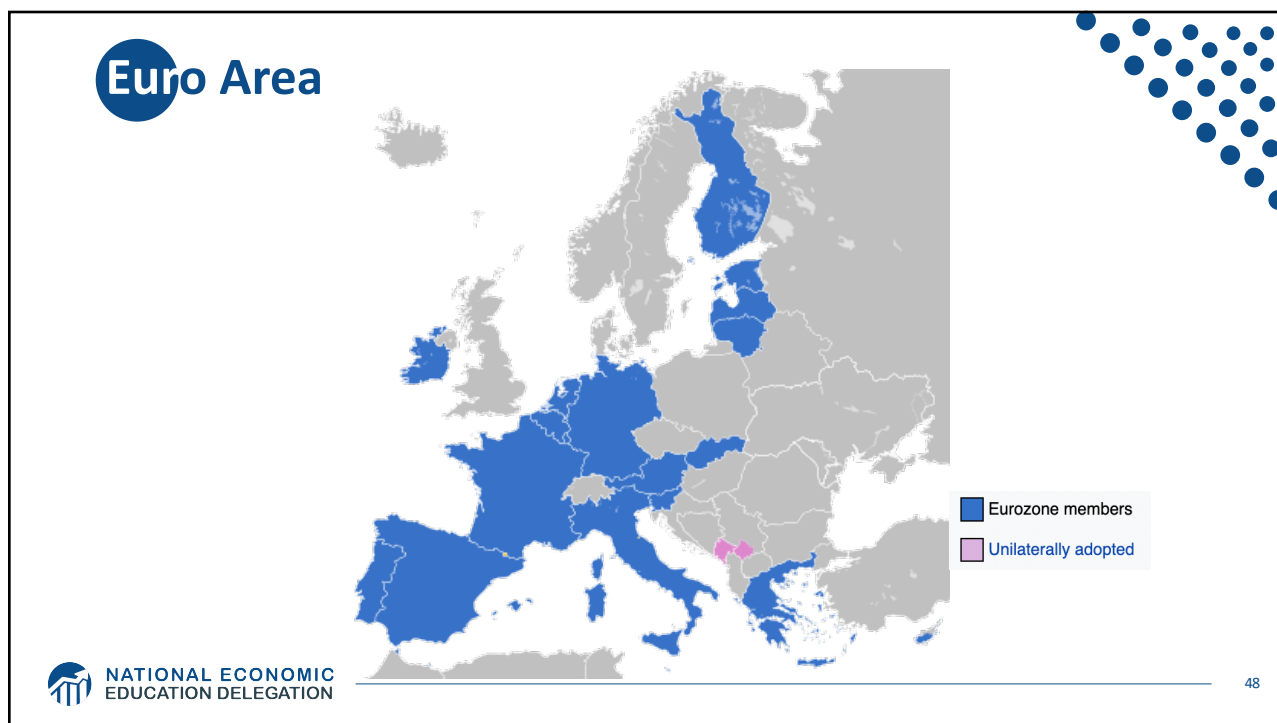 Euro Area
Eurozone members
Unilaterally adopted
NATIONAL ECONOMIC
EDUCATION DELEGATION
48